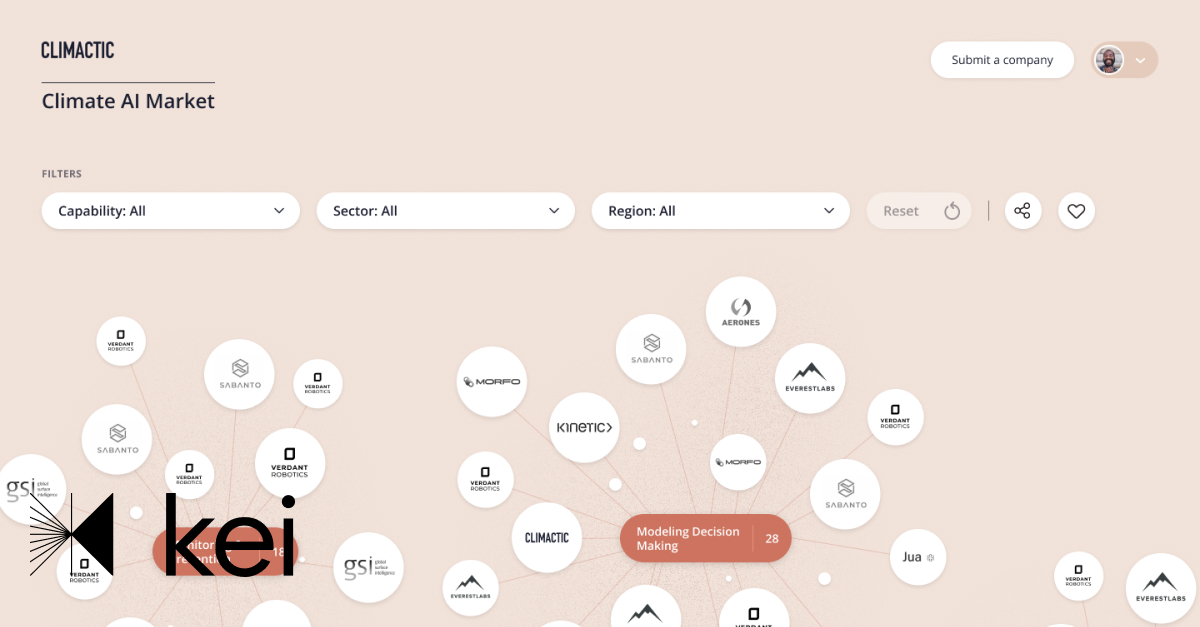 CLIMACTIC
Submit a company
Climate AI Market
FILTERS
Capability: All
Sector: All
Region: All
Reset
AERONES
VERDANT
ROBOTICS
SABANTO
SABANTO
VERDANT
ROBOTICS
MORFO
EVERESTLABS
VERDANT
ROBOTICS
SABANTO
KINETIC
VERDANT
ROBOTICS
MORFO
VERDANT
ROBOTICS
VERDANT
ROBOTICS
SABANTO
gsi global
surface
intelligence
CLIMACTIC
Modeling Decision
Making
28
kei
18
Jua
gsi global
surface
intelligence
VERDANT
ROBOTICS
VERDANT
ROBOTICS
EVERESTLABS
EVERESTLABS
VERDANT